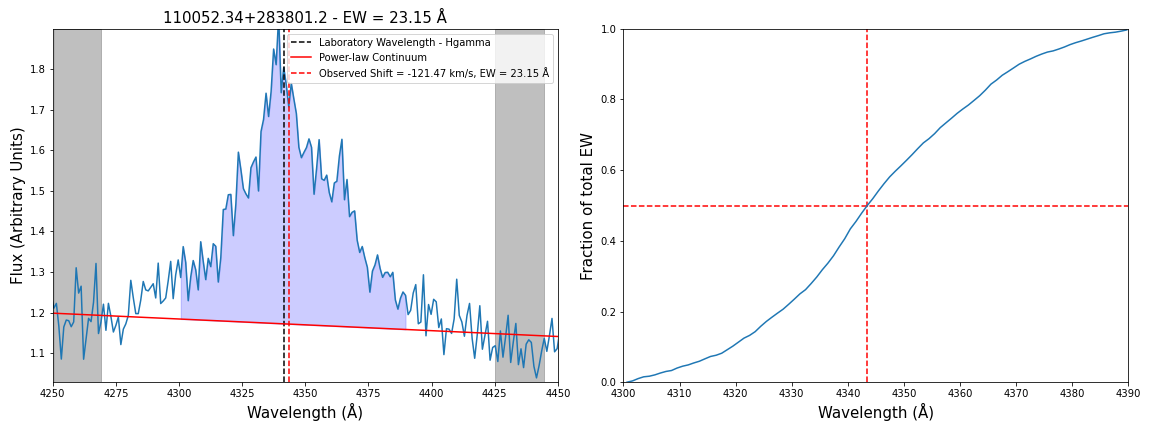 110052.34+283801.2 - EW = 23.15 Å
Laboratory Wavelength - Hgamma
Power-law Continuum
Observed Shift = -121.47 km/s, EW = 23.15 Å
Flux (Arbitrary Units)
1.8
1.7
1.6
1.5
1.4
1.3
1.2
1.1
4250 4275 4300 4325 4350 4375 4400 4425 4450
Wavelength (Å)
Fraction of total EW
1.0
0.8
0.6
0.4
0.2
0.0
4300 4310 4320 4330 4340 4350 4360 4370 4380 4390
Wavelength (Å)